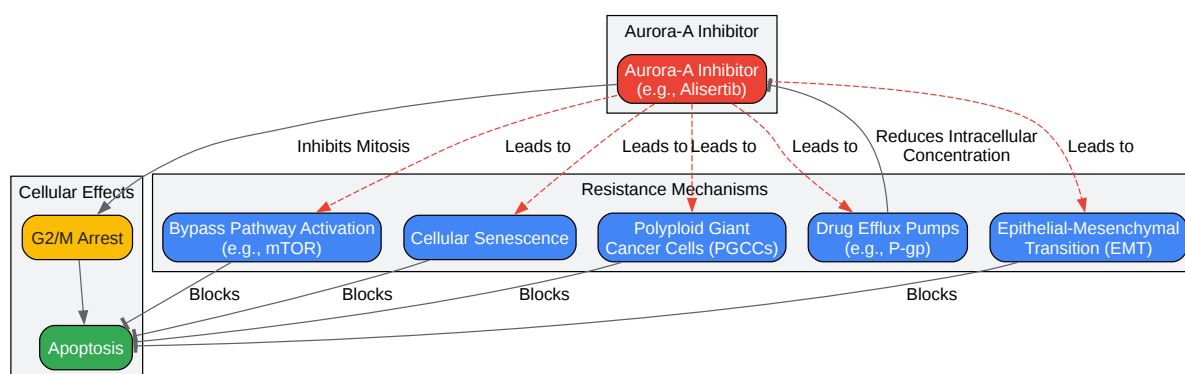 Aurora-A Inhibitor
Aurora-A Inhibitor
(e.g., Alisertib)
Inhibits Mitosis
Leads to
Leads to
Leads to
Leads to
Reduces Intracellular
Concentration
Leads to
Cellular Effects
Resistance Mechanisms
G2/M Arrest
Bypass Pathway Activation
(e.g., mTOR)
Cellular Senescence
Polyploid Giant
Cancer Cells (PGCCs)
Drug Efflux Pumps
(e.g., P-gp)
Epithelial-Mesenchymal
Transition (EMT)
Blocks
Blocks
Blocks
Blocks
Apoptosis